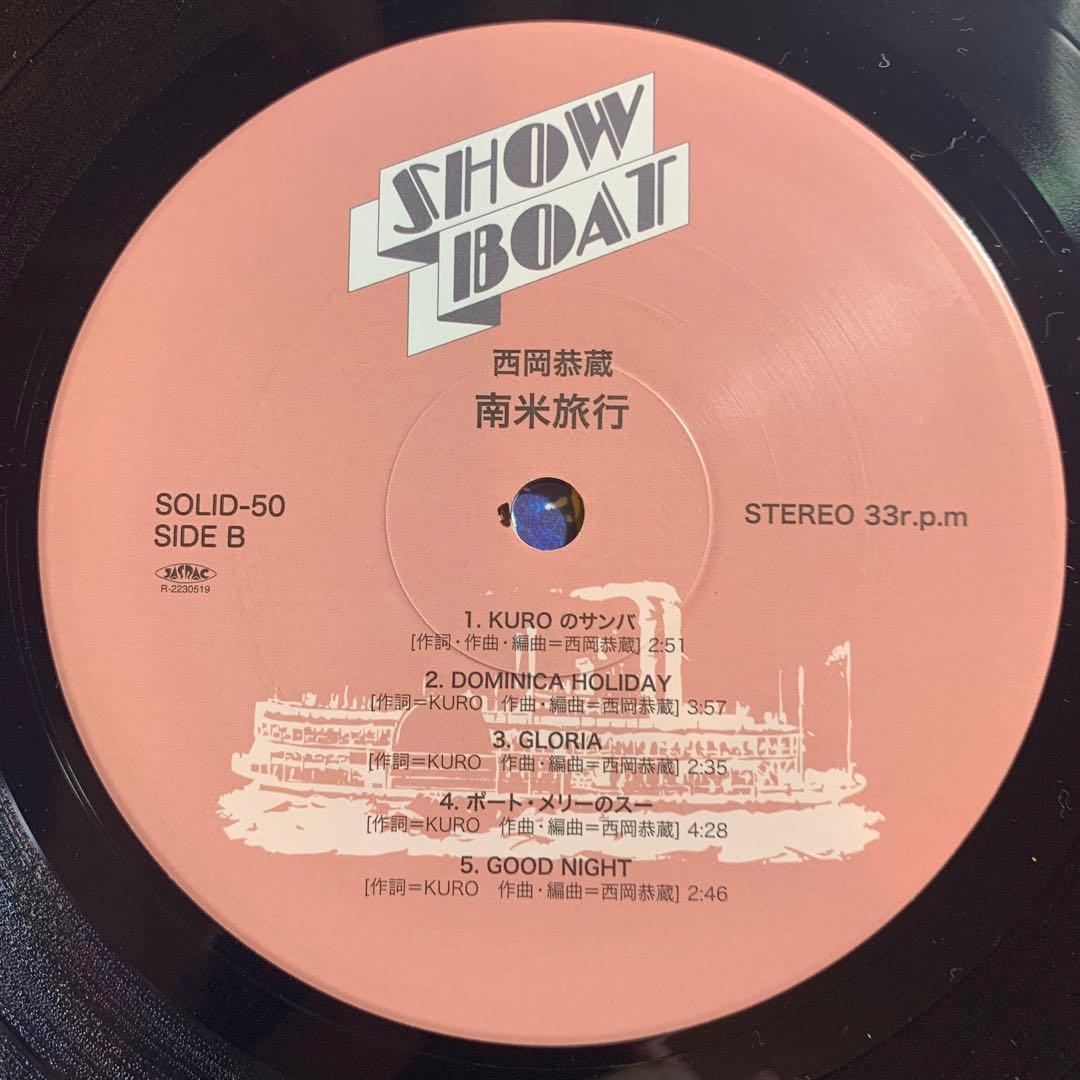 SHOW
BOAT
西岡恭蔵
南米旅行
SOLID-50
SIDE B
STEREO 33r.p.m
JASRAC
R-2230519
1. KURO のサンバ
[作詞・作曲・編曲=西岡恭蔵] 2:51
2. DOMINICA HOLIDAY
[作詞=KURO 作曲・編曲=西岡恭蔵] 3:57
3. GLORIA
[作詞=KURO 作曲・編曲=西岡恭蔵] 2:35
4. ポート・メリーのスー
[作詞=KURO 作曲・編曲=西岡恭蔵] 4:28
5. GOOD NIGHT
[作詞=KURO 作曲・編曲=西岡恭蔵] 2:46